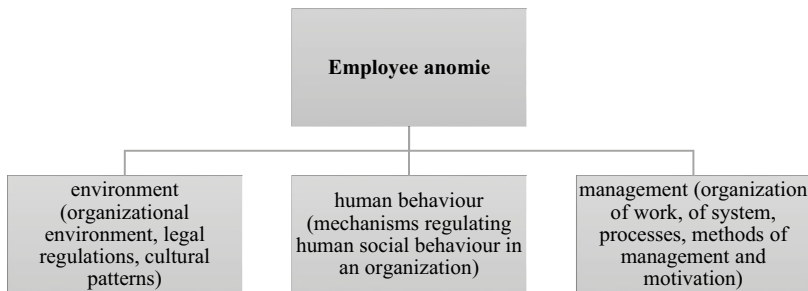 Employee anomie
environment
(organizational
environment, legal
regulations, cultural
patterns)
human behaviour
(mechanisms regulating
human social behaviour in
an organization)
management (organization
of work, of system,
processes, methods of
management and
motivation)